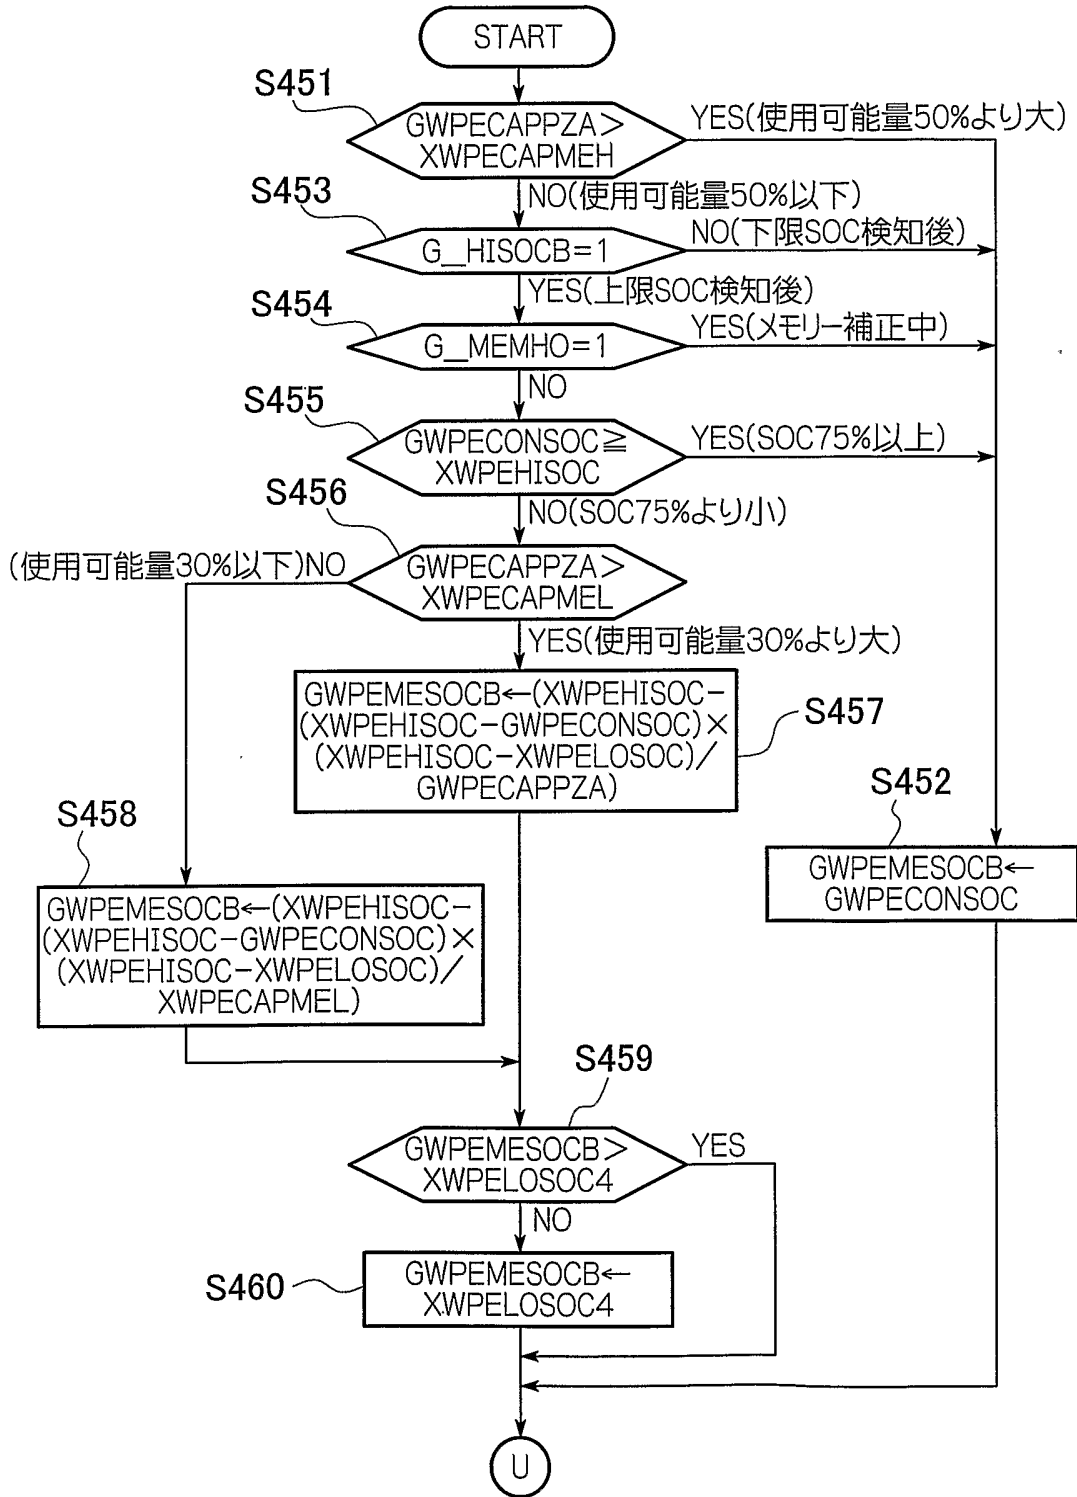 START
S451
GWPECAPPZA>
XWPECAPMEH
YES(使用可能量50%より大)
NO(使用可能量50%以下)
S453
G_HISOCB=1
NO(下限SOC検知後)
YES(上限SOC検知後)
S454
G_MEMHO=1
YES(メモリー補正中)
NO
S455
GWPECONSOC≧
XWPEHISOC
YES(SOC75%以上)
NO(SOC75%より小)
S456
GWPECAPPZA>
XWPECAPMEL
(使用可能量30%以下)NO
YES(使用可能量30%より大)
GWPEMESOCB←(XWPEHISOC-
(XWPEHISOC-GWPECONSOC)×
(XWPEHISOC-XWPELOSOC)/
GWPECAPPZA)
S457
S452
GWPEMESOCB←
GWPECONSOC
S458
GWPEMESOCB←(XWPEHISOC-
(XWPEHISOC-GWPECONSOC)×
(XWPEHISOC-XWPELOSOC)/
XWPECAPMEL)
S459
GWPEMESOCB>
XWPELOSOC4
YES
NO
S460
GWPEMESOCB←
XWPELOSOC4
U